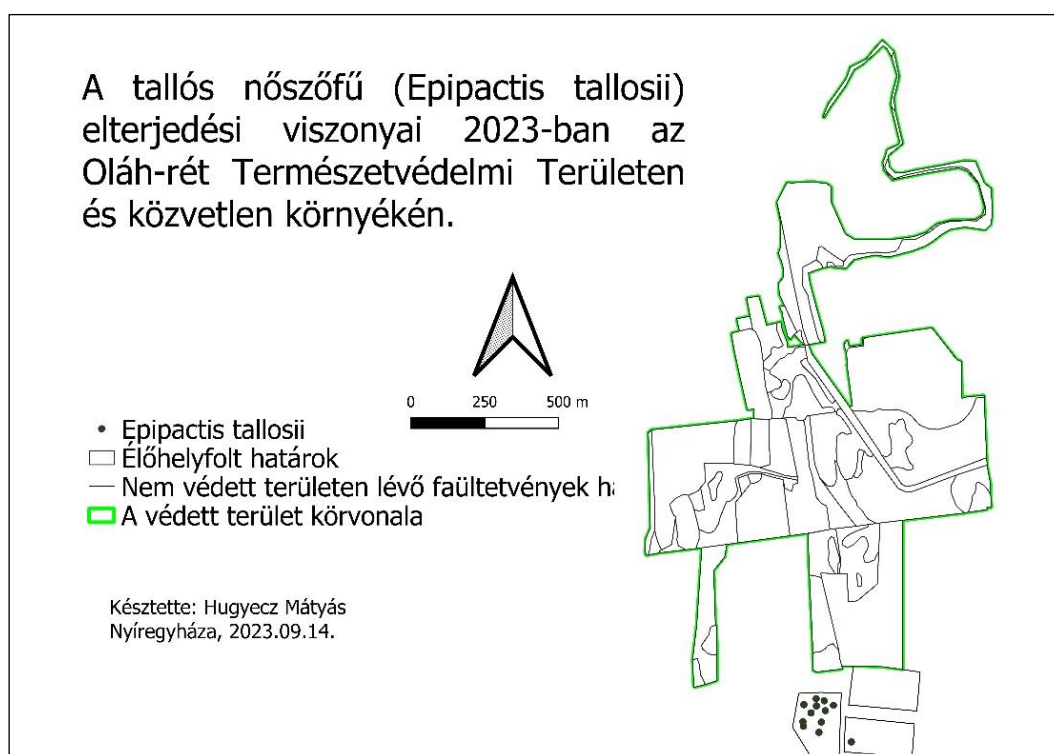 A tallós nőszőfű (Epipactis tallosii)
elterjedési viszonyai 2023-ban az
Oláh-rét Természetvédelmi Területen
és közvetlen környékén.
0 250 500 m
Epipactis tallosii
Élőhelyfolt határok
Nem védett területen lévő faültetvények
A védett terület körvonala
Késztette: Hugyecz Mátyás
Nyíregyháza, 2023.09.14.